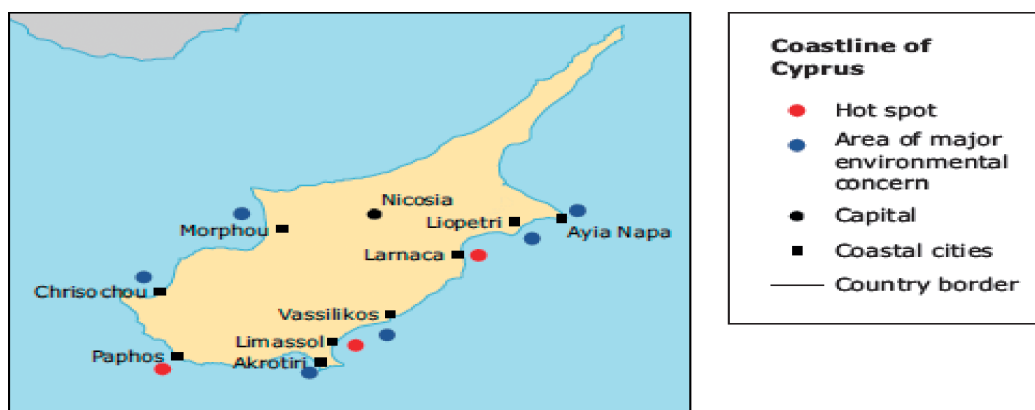 Nicosia
Morphou
Liopetri
Ayia Napa
Larnaca
Chrisochou
Vassilikos
Limassol
Paphos
Akrotiri
Coastline of
Cyprus
Hot spot
Area of major
environmental
concern
Capital
Coastal cities
Country border